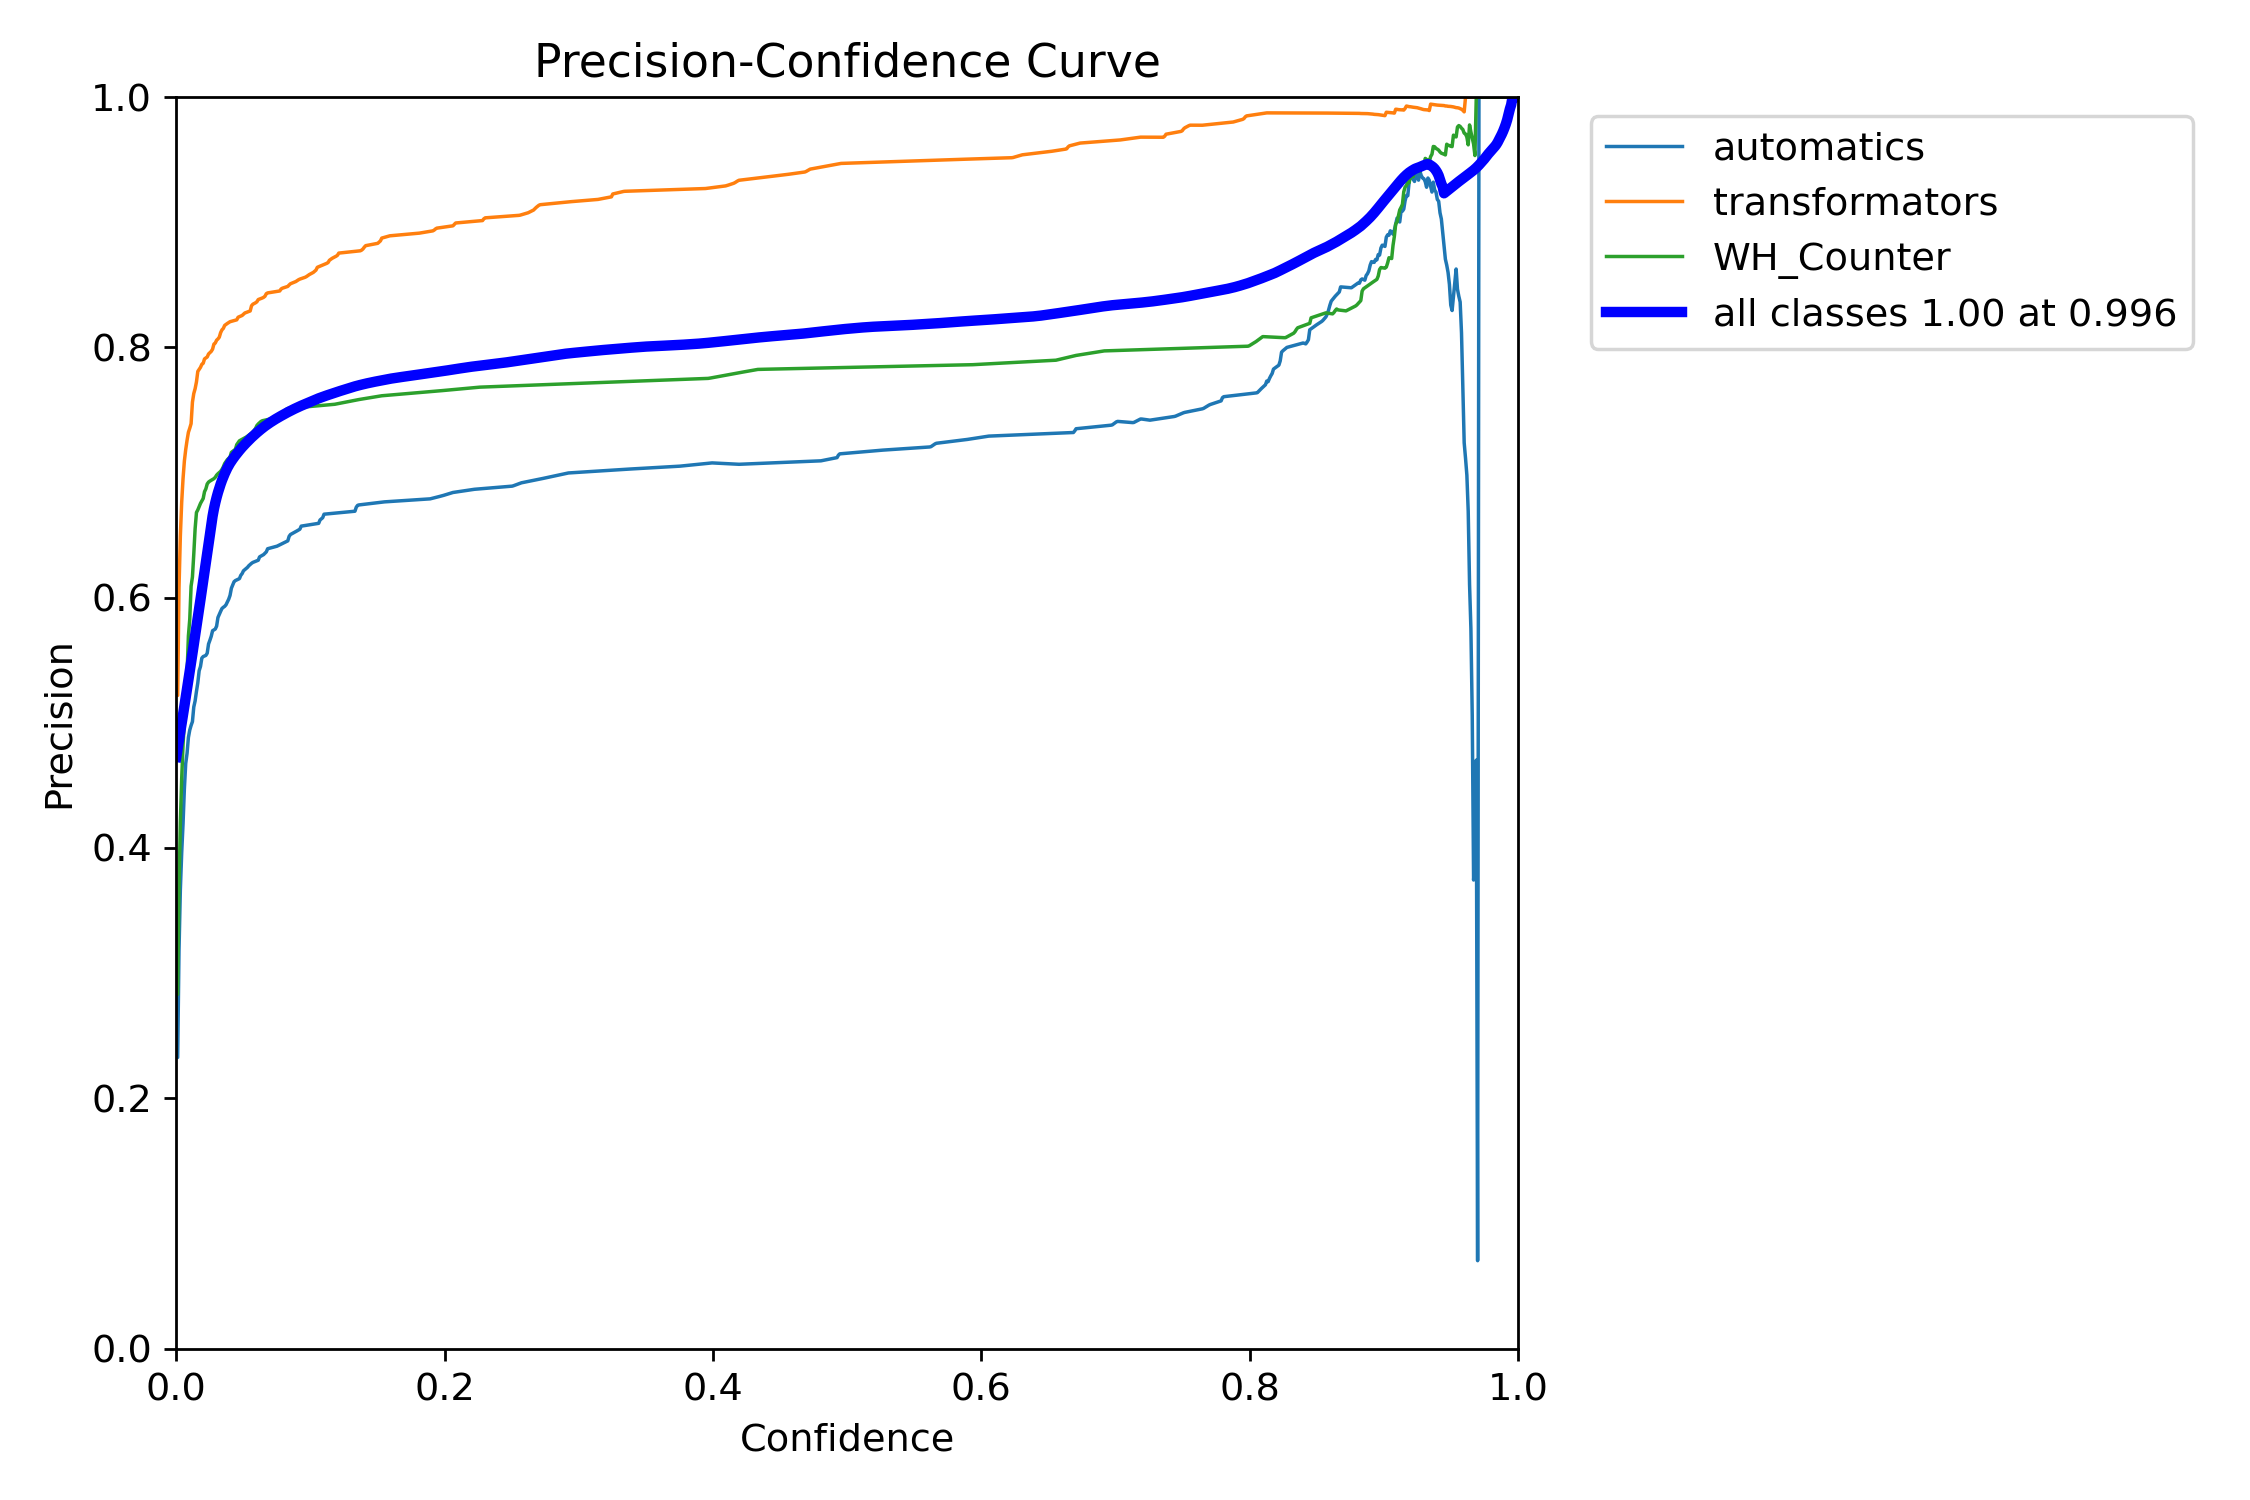 Precision-Confidence Curve
1.0
0.8
0.6
0.4
0.2
0.0
Precision
0.0 0.2 0.4 0.6 0.8 1.0
Confidence
automatics
transformators
WH_Counter
all classes 1.00 at 0.996